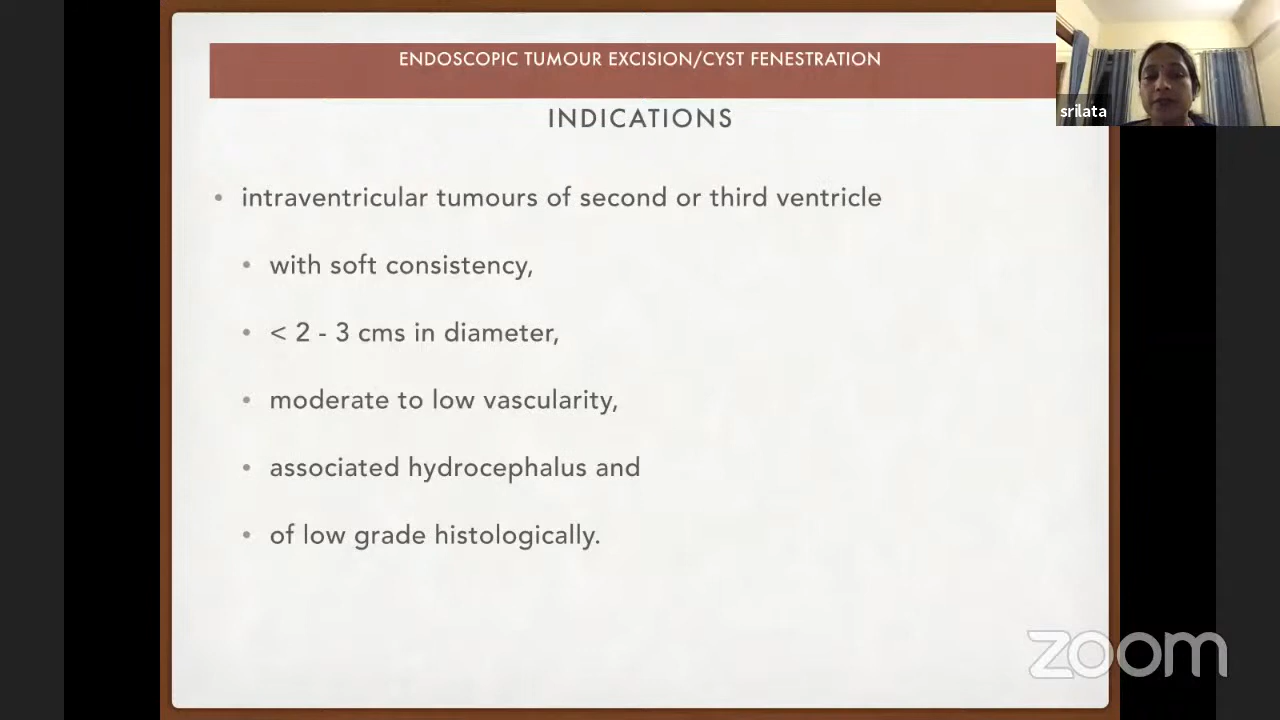 ENDOSCOPIC TUMOUR EXCISION/CYST FENESTRATION
srilata
INDICATIONS
• intraventricular tumours of second or third ventricle
• with soft consistency,
• < 2 - 3 cms in diameter,
• moderate to low vascularity,
• associated hydrocephalus and
• of low grade histologically.
zoom